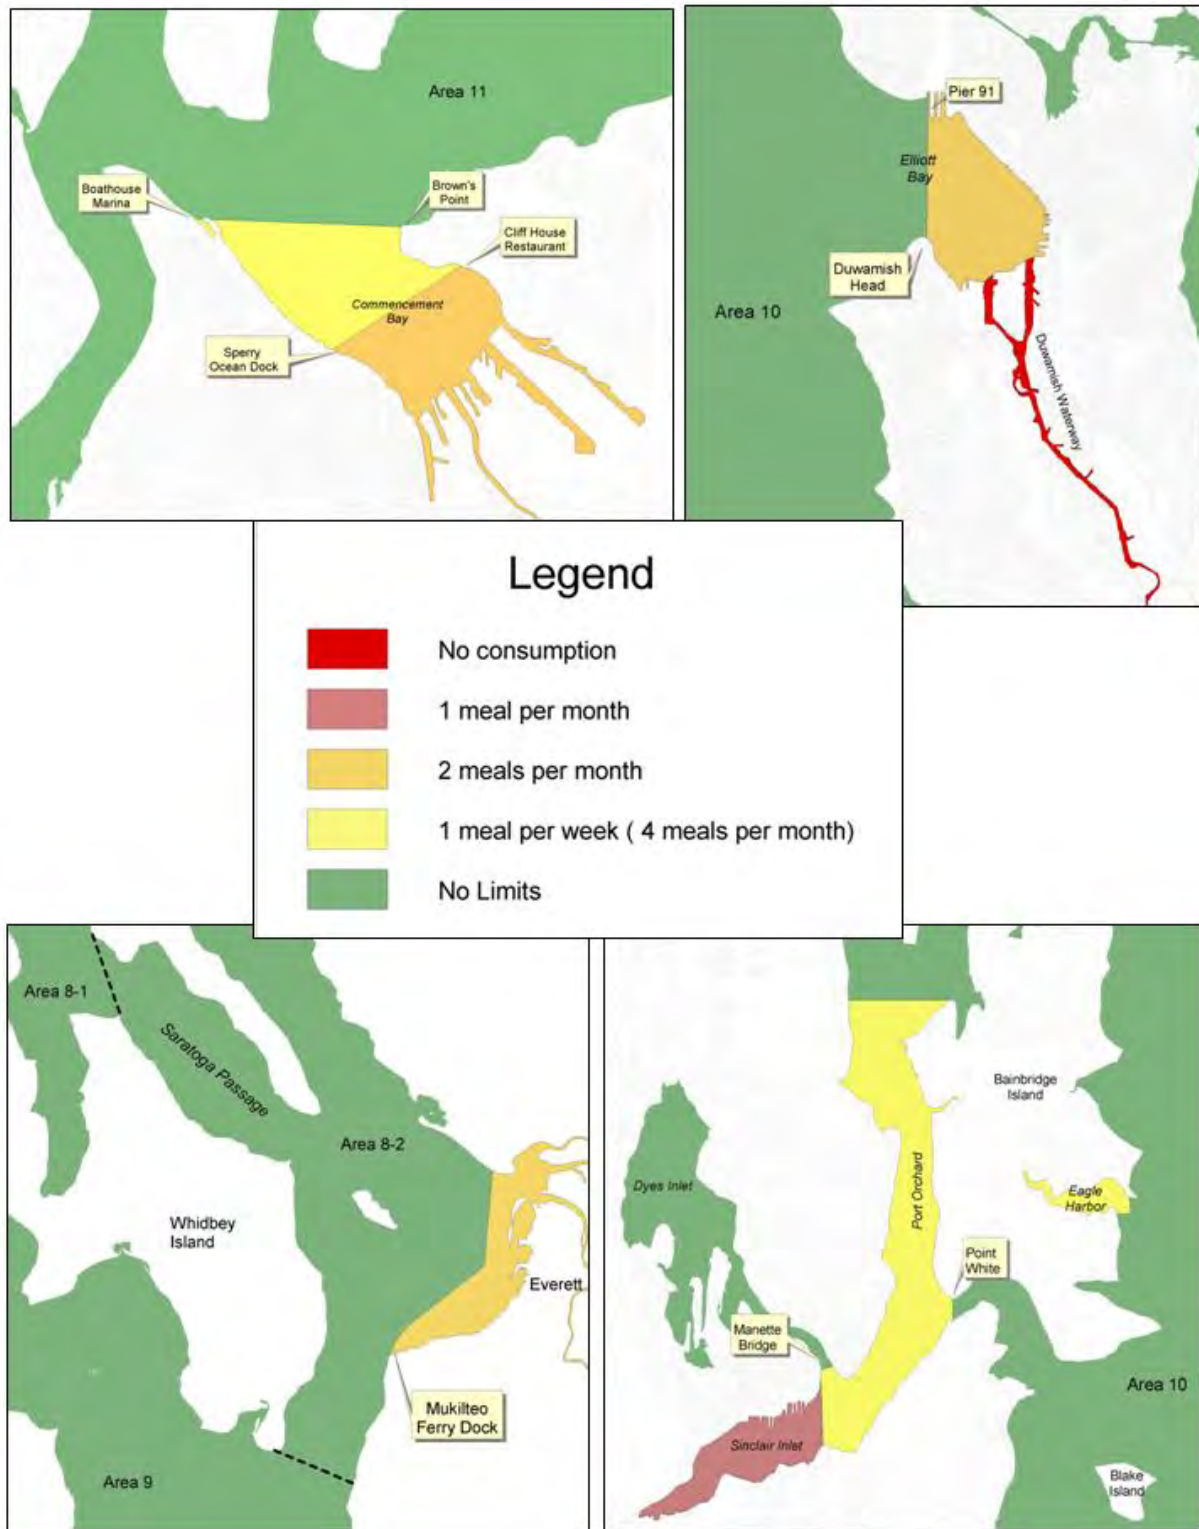 Area 11
Boathouse
Marina
Brown's
Point
Cliff House
Restaurant
Commencement
Bay
Sperry
Ocean Dock
Pier 91
Elliott
Bay
Duwamish
Head
Area 10
Duwamish Waterway
Legend
No consumption
1 meal per month
2 meals per month
1 meal per week ( 4 meals per month)
No Limits
Area 8-1
Saratoga Passage
Area 8-2
Whidbey
Island
Everett
Mukilteo
Ferry Dock
Area 9
Bainbridge
Island
Dyes Inlet
Port Orchard
Eagle
Harbor
Point
White
Manette
Bridge
Area 10
Sinclair Inlet
Blake
Island